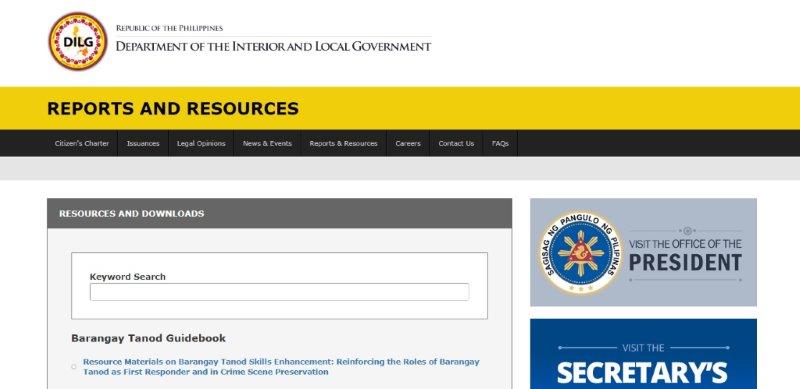 DILG
REPUBLIC OF THE PHILIPPINES
DEPARTMENT OF THE INTERIOR AND LOCAL GOVERNMENT
REPORTS AND RESOURCES
Citizen's Charter Issuances Legal Opinions News & Events Reports & Resources Careers Contact Us FAQs
RESOURCES AND DOWNLOADS
Keyword Search
Barangay Tanod Guidebook
Resource Materials on Barangay Tanod Skills Enhancement: Reinforcing the Roles of Barangay
Tanod as First Responder and in Crime Scene Preservation
SAGISAG NG PANGULO NG PILIPINAS
VISIT THE OFFICE OF THE
PRESIDENT
VISIT THE
SECRETARY'S